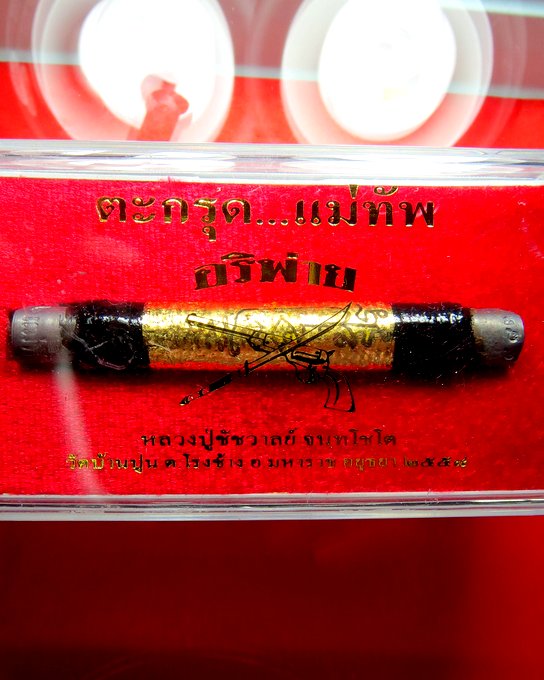 ตะกรุด...แม่ทัพ
อริพ่าย
หลวงปู่ชัชวาลย์ จนฺทโชโต
วัดบ้านปูน ต.โรงช้าง อ.มหาราช อยุธยา ๒๕๕๙